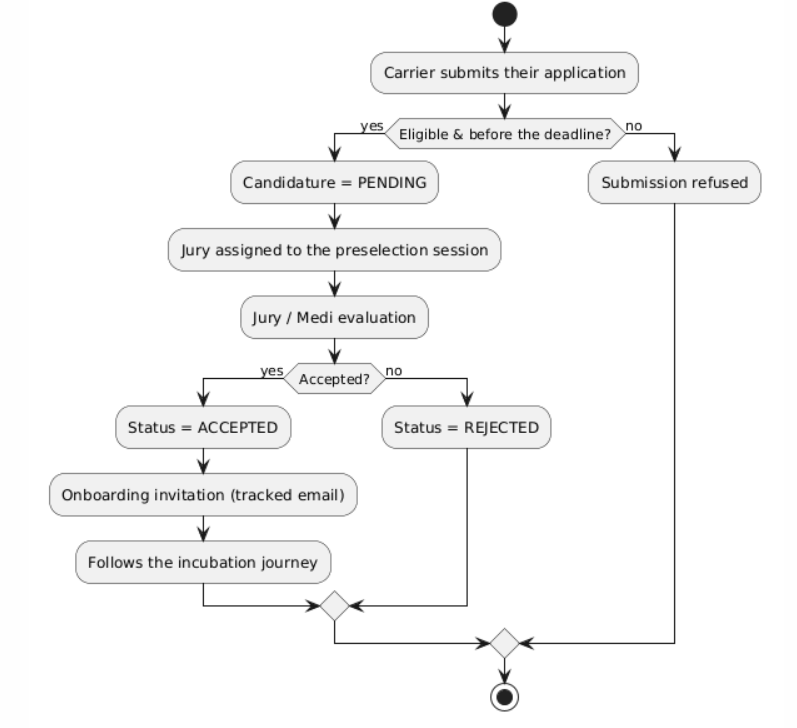 Carrier submits their application
yes
Eligible & before the deadline?
no
Candidature = PENDING
Submission refused
Jury assigned to the preselection session
Jury / Medi evaluation
yes
Accepted?
no
Status = ACCEPTED
Status = REJECTED
Onboarding invitation (tracked email)
Follows the incubation journey